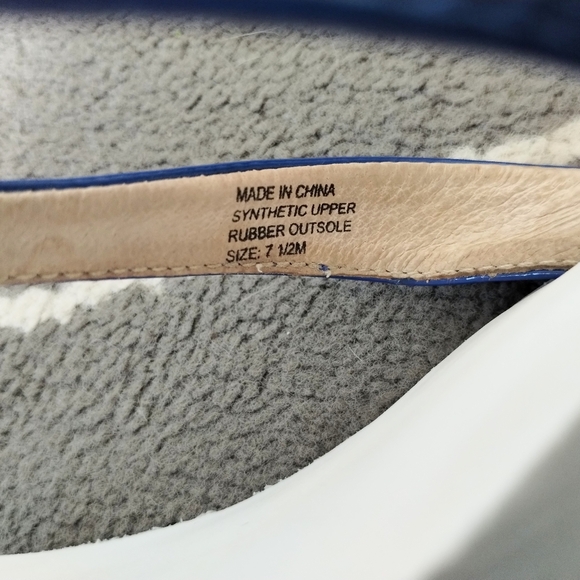 MADE IN CHINA
SYNTHETIC UPPER
RUBBER OUTSOLE
SIZE: 7 1/2M